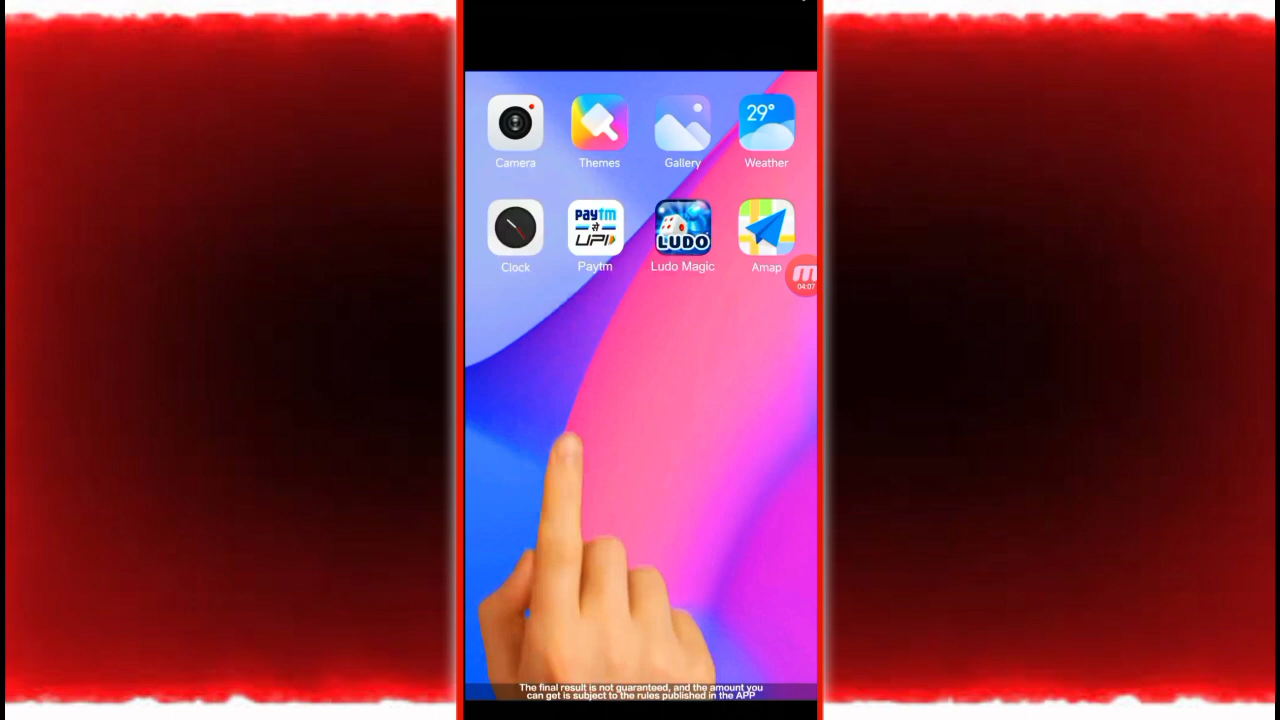 29°
Camera
Themes
Gallery
Weather
paytm
से
UPI
LUDO
Clock
Paytm
Ludo Magic
Amap
m
04:07
The final result is not guaranteed, and the amount you
can get is subject to the rules published in the APP